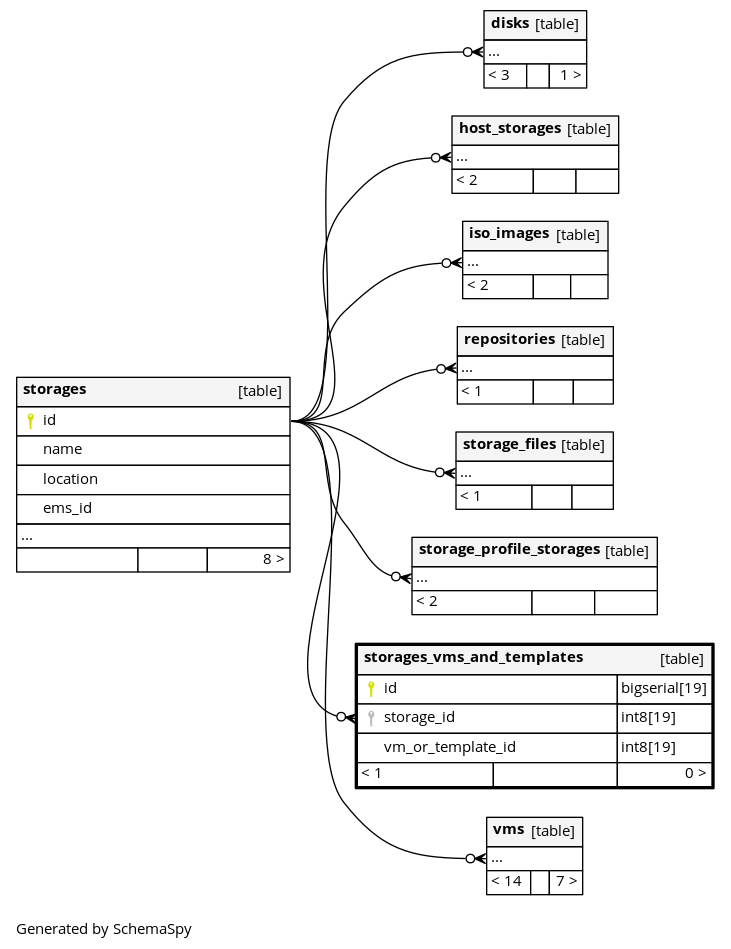 disks [table]
...
< 3 1 >
host_storages [table]
...
< 2
iso_images [table]
...
< 2
repositories [table]
...
< 1
storages [table]
id
name
location
ems_id
...
8 >
storage_files [table]
...
< 1
storage_profile_storages [table]
...
< 2
storages_vms_and_templates [table]
id bigserial[19]
storage_id int8[19]
vm_or_template_id int8[19]
< 1 0 >
vms [table]
...
< 14 7 >
Generated by SchemaSpy